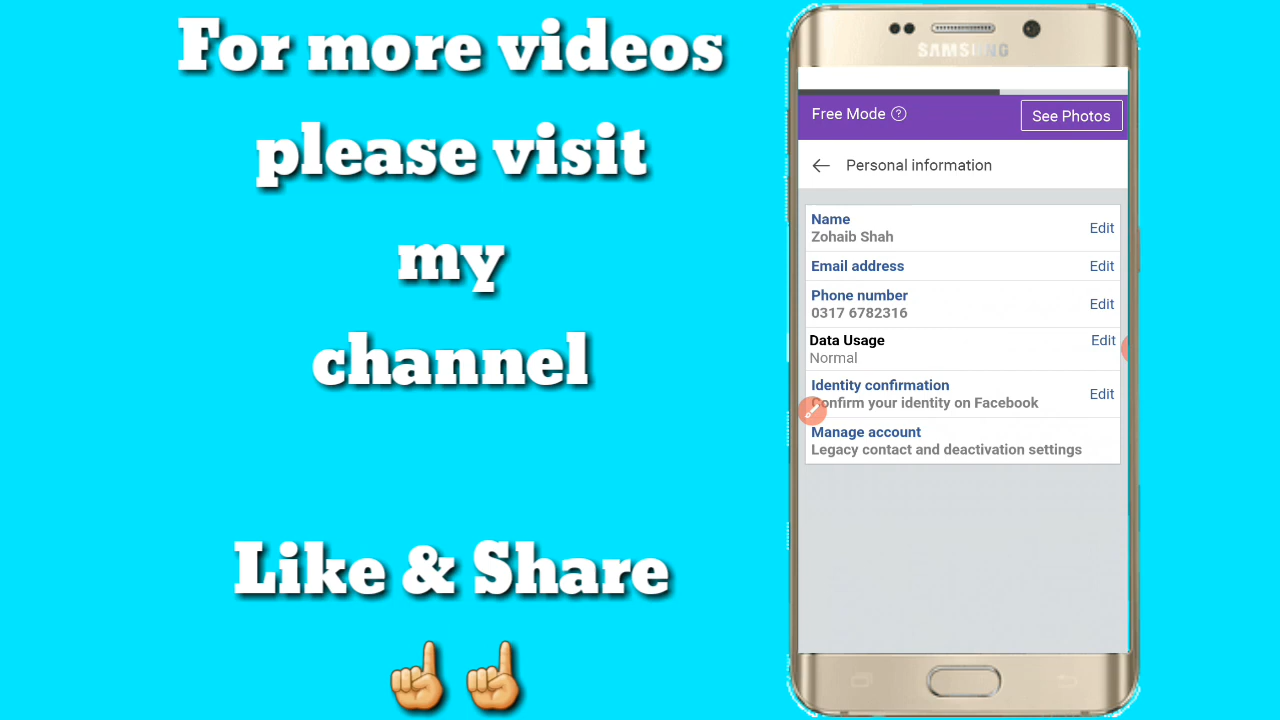 For more videos
please visit
my
channel
Like & Share
SAMSUNG
Free Mode ?
See Photos
Personal information
Name
Zohaib Shah
Edit
Email address
Edit
Phone number
0317 6782316
Edit
Data Usage
Normal
Edit
Identity confirmation
Confirm your identity on Facebook
Edit
Manage account
Legacy contact and deactivation settings